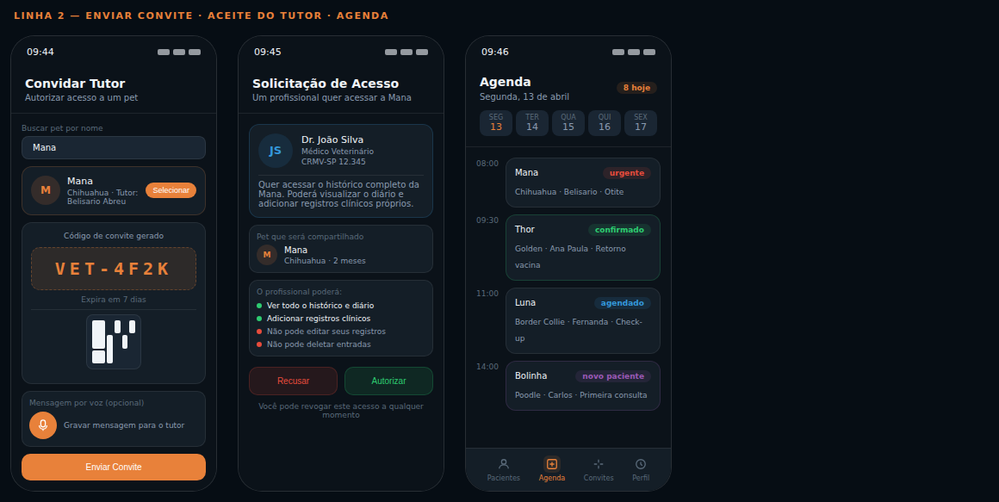 LINHA 2 — ENVIAR CONVITE · ACEITE DO TUTOR · AGENDA
09:44
Convidar Tutor
Autorizar acesso a um pet
Buscar pet por nome
Mana
M
Mana
Chihuahua · Tutor:
Belisario Abreu
Selecionar
Código de convite gerado
VET-4F2K
Expira em 7 dias
Mensagem por voz (opcional)
Gravar mensagem para o tutor
Enviar Convite
09:45
Solicitação de Acesso
Um profissional quer acessar a Mana
JS
Dr. João Silva
Médico Veterinário
CRMV-SP 12.345
Quer acessar o histórico completo da
Mana. Poderá visualizar o diário e
adicionar registros clínicos próprios.
Pet que será compartilhado
M
Mana
Chihuahua · 2 meses
O profissional poderá:
Ver todo o histórico e diário
Adicionar registros clínicos
Não pode editar seus registros
Não pode deletar entradas
Recusar
Autorizar
Você pode revogar este acesso a qualquer
momento
09:46
Agenda
Segunda, 13 de abril
8 hoje
SEG
13
TER
14
QUA
15
QUI
16
SEX
17
08:00
Mana
urgente
Chihuahua · Belisario · Otite
09:30
Thor
confirmado
Golden · Ana Paula · Retorno
vacina
11:00
Luna
agendado
Border Collie · Fernanda · Check-
up
14:00
Bolinha
novo paciente
Poodle · Carlos · Primeira consulta
Pacientes
Agenda
Convites
Perfil